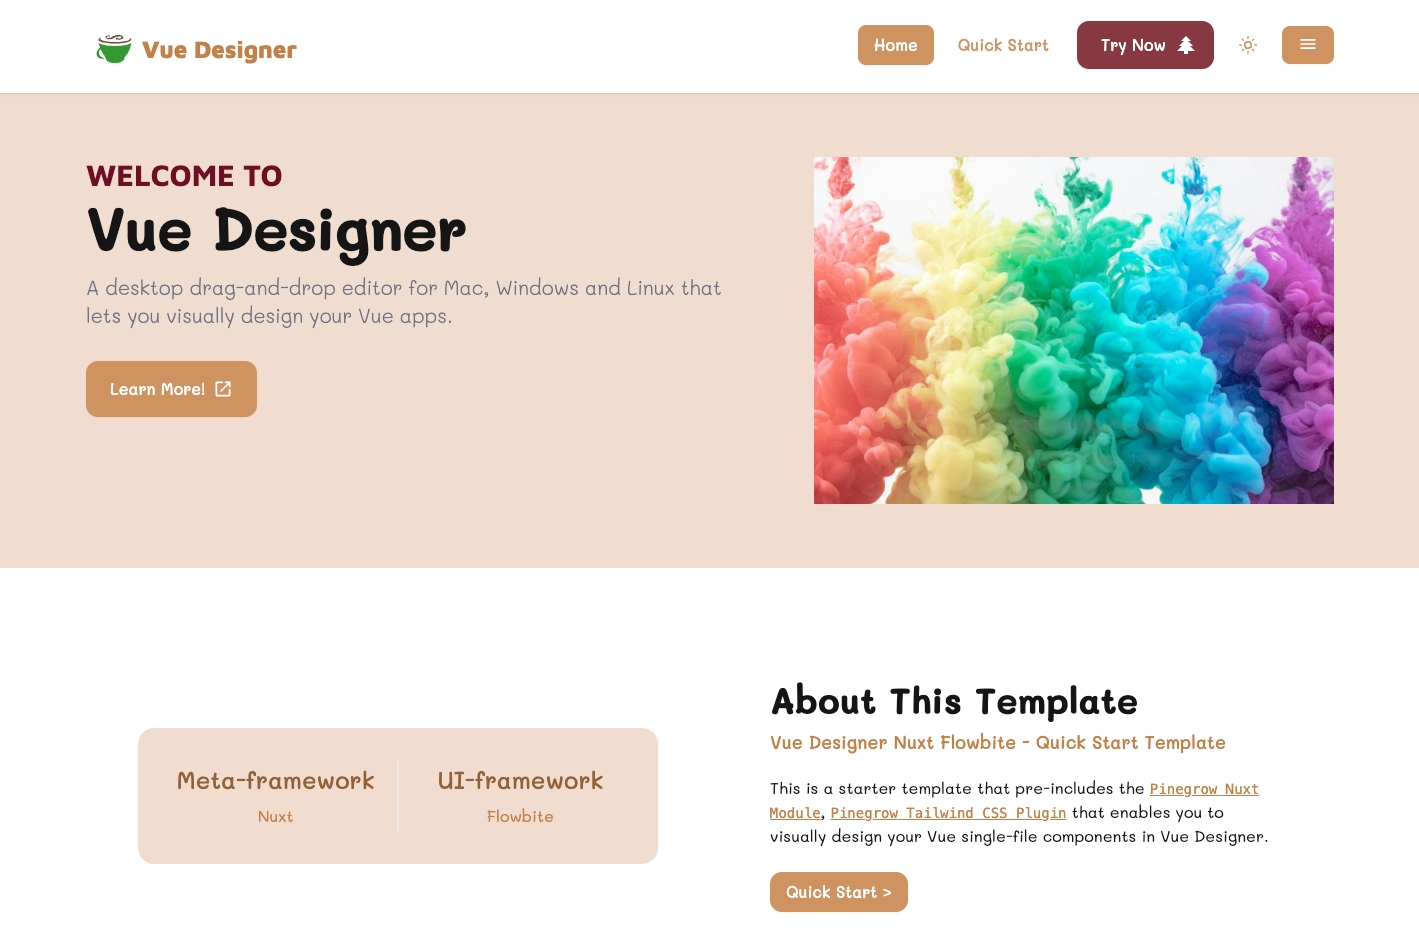 Vue Designer
Home
Quick Start
Try Now
WELCOME TO
Vue Designer
A desktop drag-and-drop editor for Mac, Windows and Linux that
lets you visually design your Vue apps.
Learn More!
Meta-framework
Nuxt
UI-framework
Flowbite
About This Template
Vue Designer Nuxt Flowbite - Quick Start Template
This is a starter template that pre-includes the Pinegrow Nuxt
Module, Pinegrow Tailwind CSS Plugin that enables you to
visually design your Vue single-file components in Vue Designer.
Quick Start >